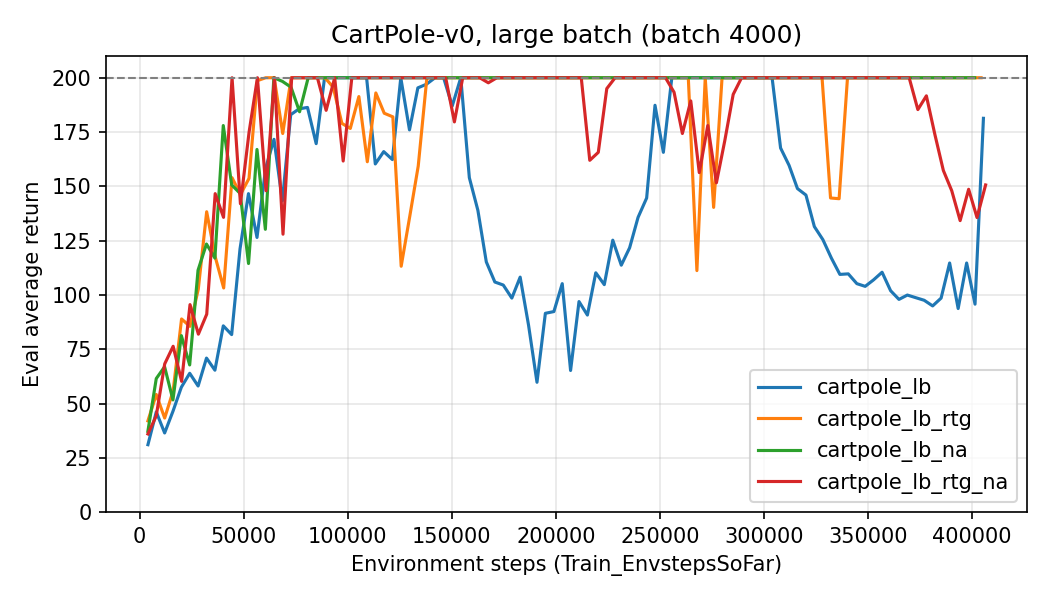 CartPole-v0, large batch (batch 4000)
Eval average return
200
175
150
125
100
75
50
25
0
cartpole_lb
cartpole_lb_rtg
cartpole_lb_na
cartpole_lb_rtg_na
0 50000 100000 150000 200000 250000 300000 350000 400000
Environment steps (Train_EnvstepsSoFar)